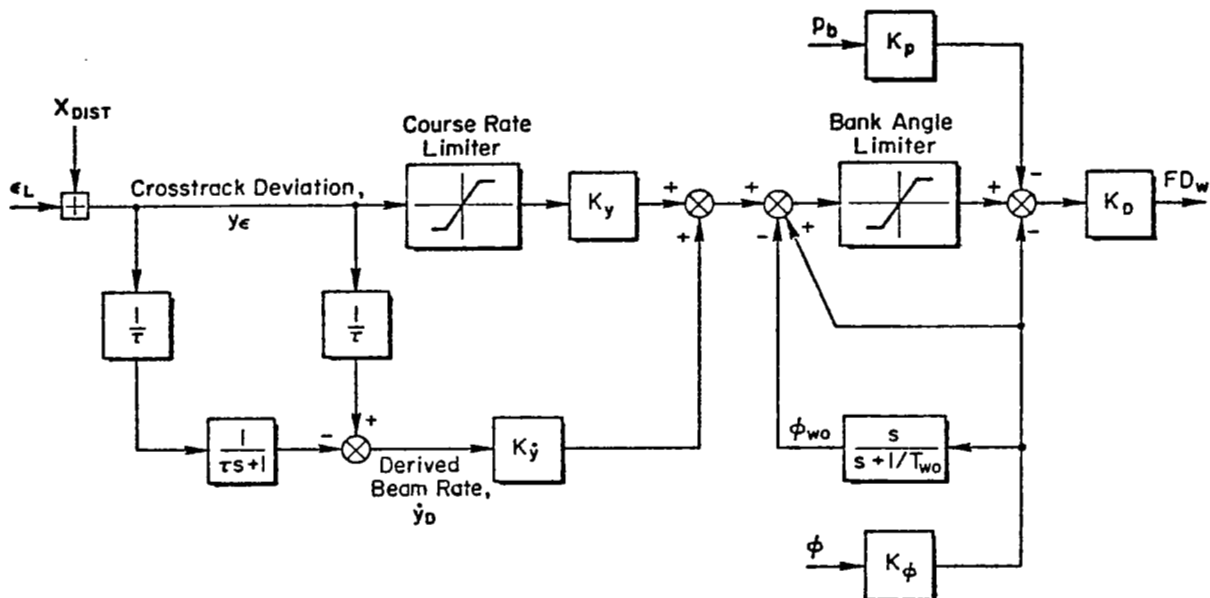 p_b
K_p
X_DIST
Course Rate
Limiter
Bank Angle
Limiter
ϵ_L
+
Crosstrack Deviation,
y_ϵ
K_y
+
+
+
+
-
+
-
-
K_D
FD_w
1/τ
1/τ
+
-
1/(τs+1)
K_ẏ
Derived
Beam Rate,
ẏ_D
ϕ_wo
s/(s+1/T_wo)
ϕ
K_ϕ